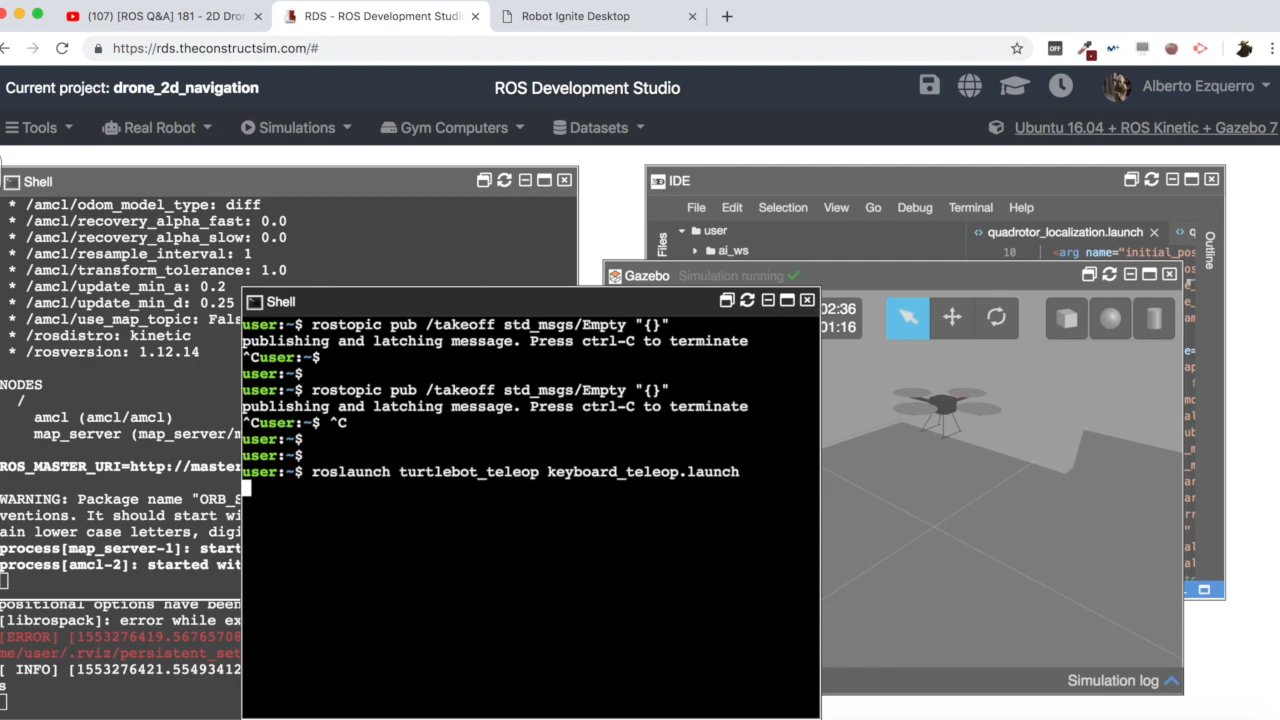 (107) [ROS Q&A] 181 - 2D Dron
RDS - ROS Development Studi
Robot Ignite Desktop
https://rds.theconstructsim.com/#
OFF
Current project: drone_2d_navigation
ROS Development Studio
Alberto Ezquerro
Tools
Real Robot
Simulations
Gym Computers
Datasets
Ubuntu 16.04 + ROS Kinetic + Gazebo 7
Shell
* /amcl/odom_model_type: diff
* /amcl/recovery_alpha_fast: 0.0
* /amcl/recovery_alpha_slow: 0.0
* /amcl/resample_interval: 1
* /amcl/transform_tolerance: 1.0
* /amcl/update_min_a: 0.2
* /amcl/update_min_d: 0.25
* /amcl/use_map_topic: Fals
* /rosdistro: kinetic
* /rosversion: 1.12.14
NODES
/
amcl (amcl/amcl)
map_server (map_server/m
ROS_MASTER_URI=http://master
WARNING: Package name "ORB_S
ventions. It should start wi
ain lower case letters, digi
process[map_server-1]: start
process[amcl-2]: started wit
positional options have been
[librospack]: error while ex
[ERROR] [1553276419.56765708
me/user/.rviz/persistent_set
[ INFO] [1553276421.55493412
s
Shell
user:~$ rostopic pub /takeoff std_msgs/Empty "{}"
publishing and latching message. Press ctrl-C to terminate
^Cuser:~$
user:~$
user:~$ rostopic pub /takeoff std_msgs/Empty "{}"
publishing and latching message. Press ctrl-C to terminate
^Cuser:~$ ^C
user:~$
user:~$
user:~$ roslaunch turtlebot_teleop keyboard_teleop.launch
IDE
File Edit Selection View Go Debug Terminal Help
Files
user
ai_ws
quadrotor_localization.launch
q
Outline
10 <arg name="initial_pos
Gazebo Simulation running
02:36
01:16
Simulation log